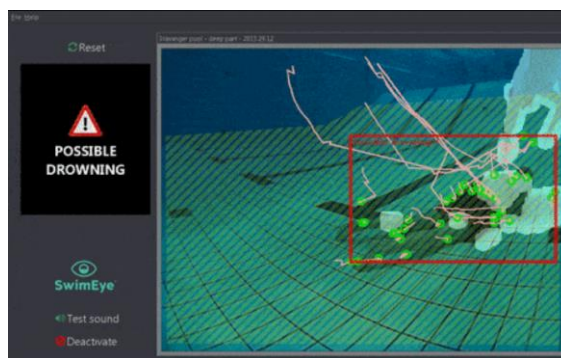 Reset
POSSIBLE
DROWNING
SwimEye
Test sound
Deactivate